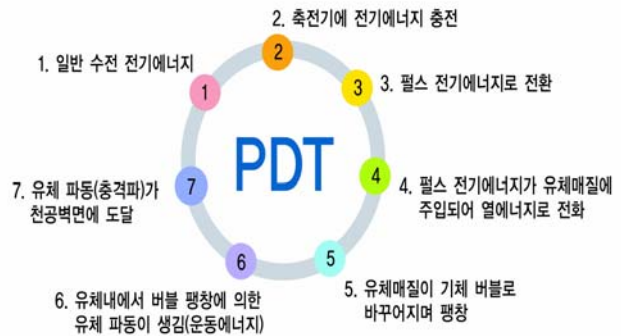 2. 축전기에 전기에너지 충전
1. 일반 수전 전기에너지
2
1
3
3. 펄스 전기에너지로 전환
PDT
7. 유체 파동(충격파)가
천공벽면에 도달
7
4
4. 펄스 전기에너지가 유체매질에
주입되어 열에너지로 전화
6
5
6. 유체내에서 버블 팽창에 의한
유체 파동이 생김(운동에너지)
5. 유체매질이 기체 버블로
바꾸어지며 팽창